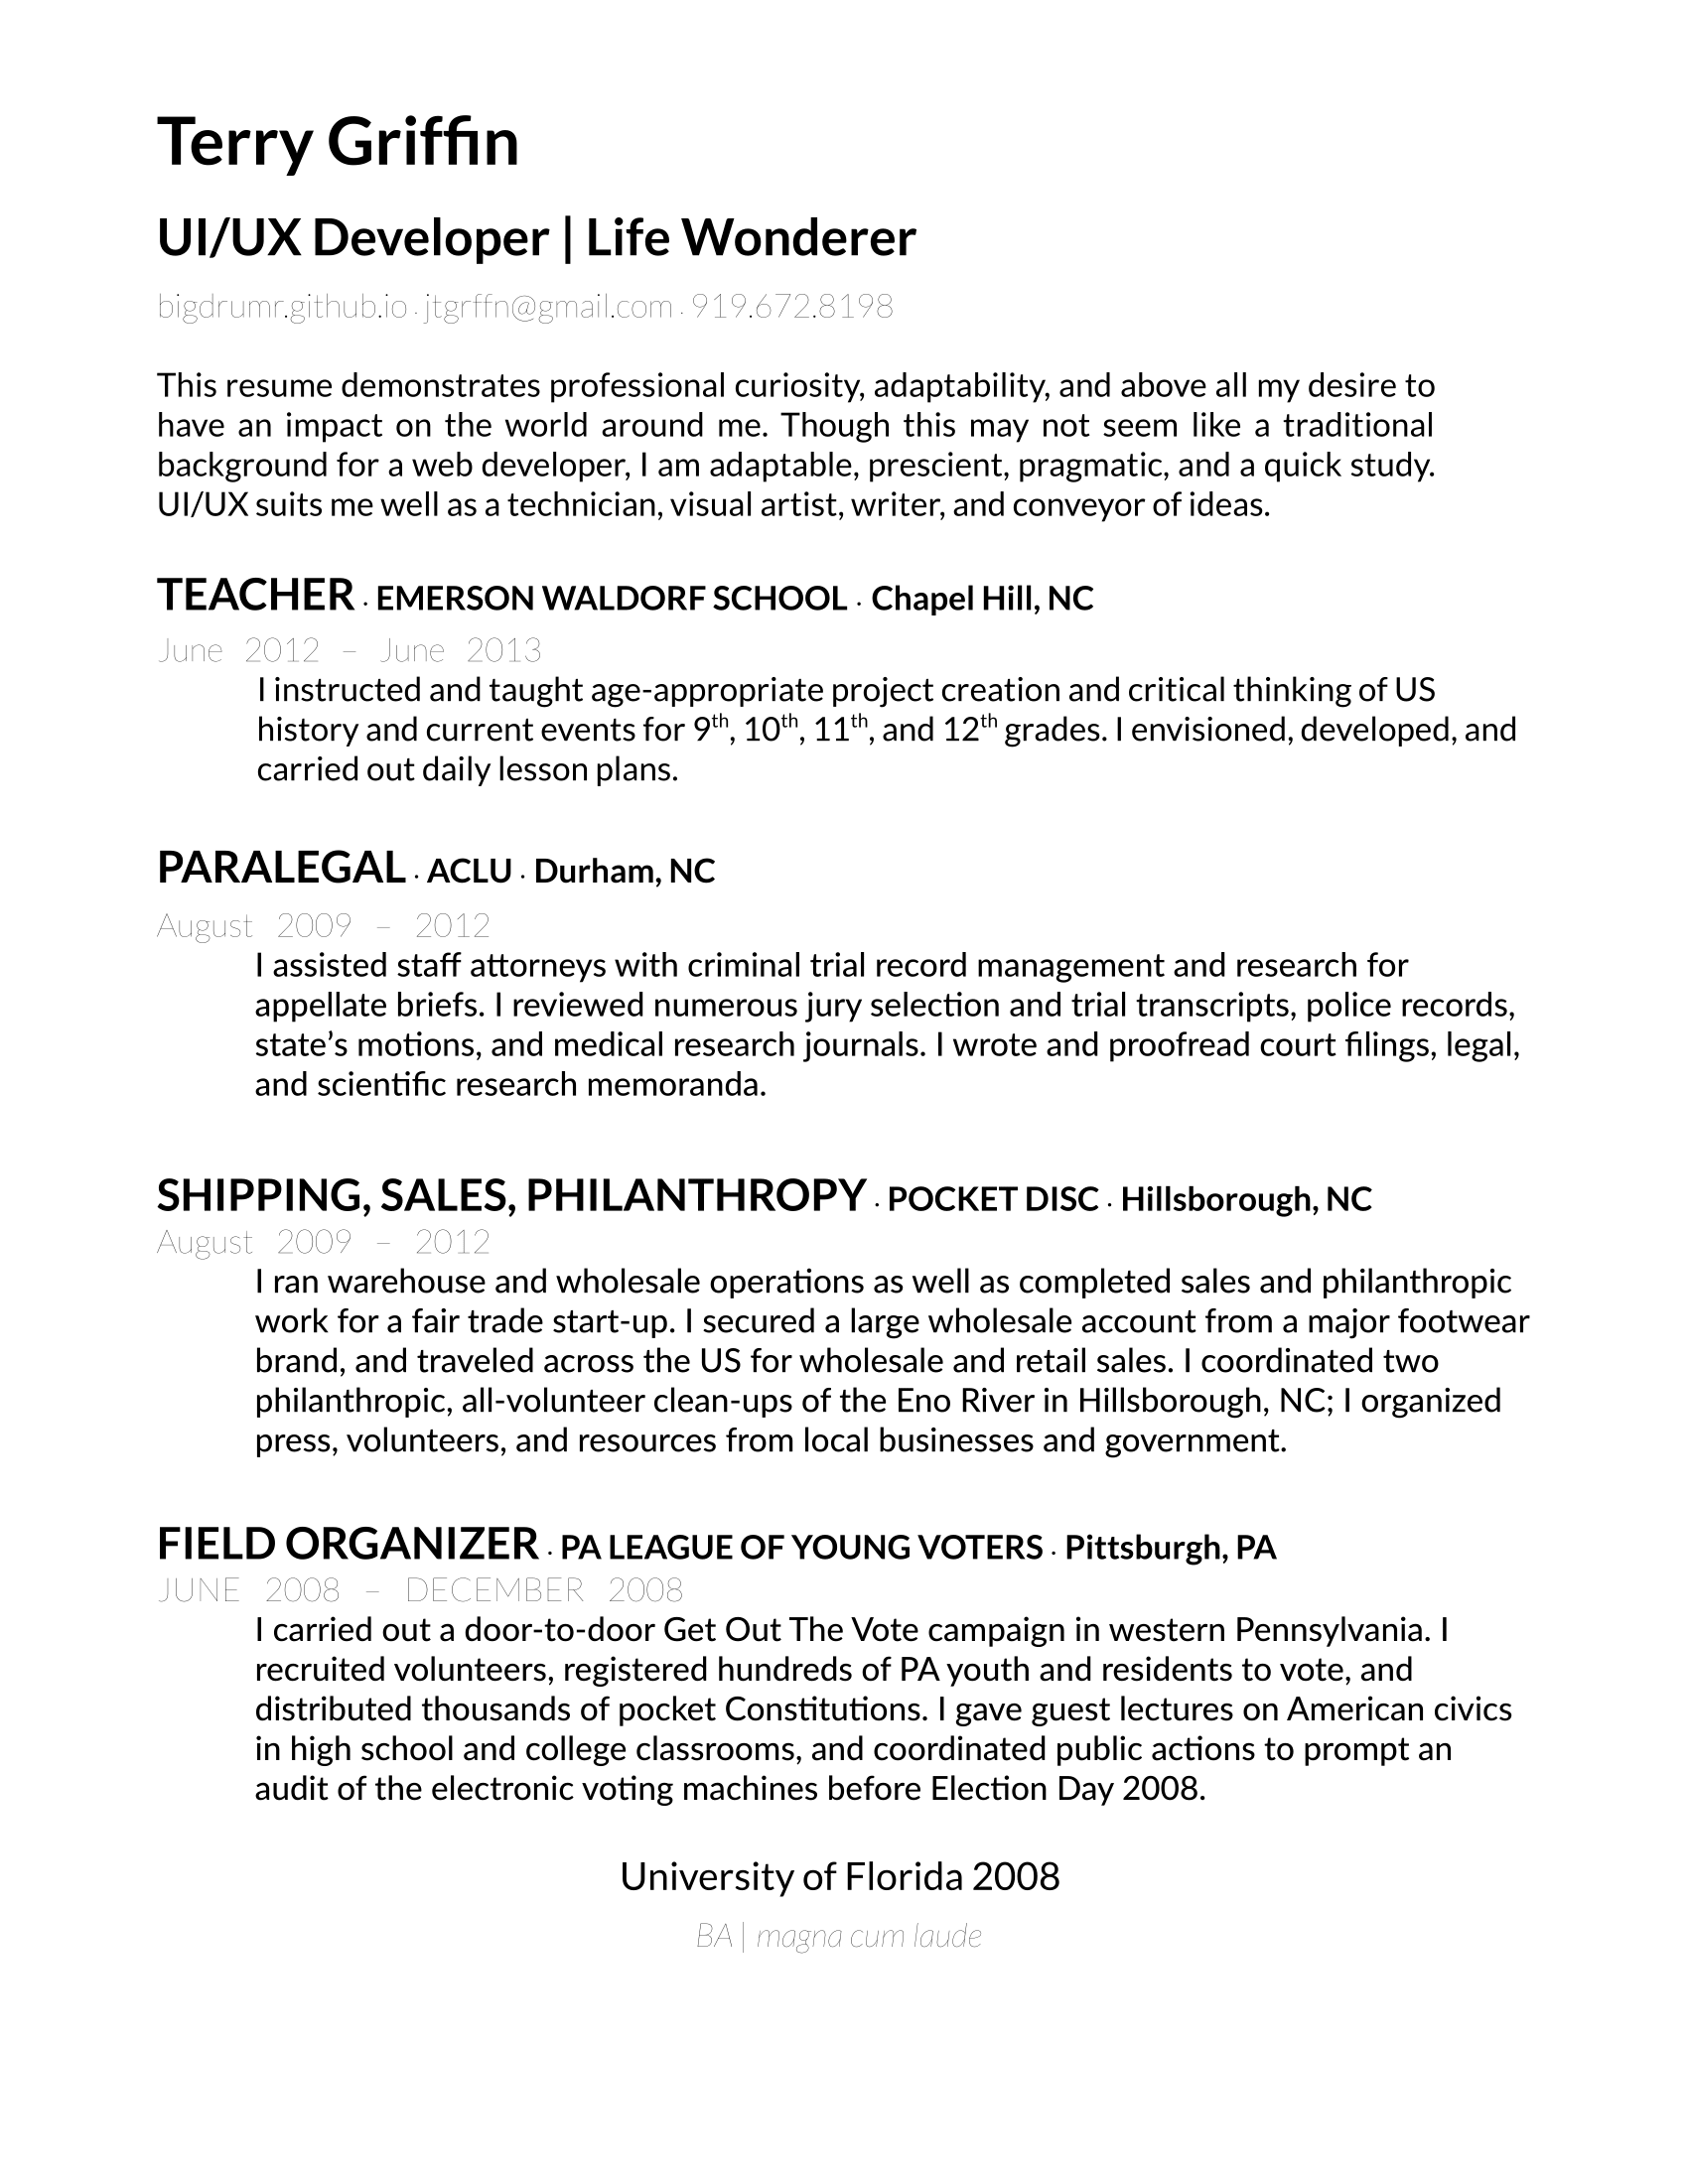 Terry Griffin
UI/UX Developer | Life Wonderer
bigdrumr.github.io · jtgrffn@gmail.com · 919.672.8198
This resume demonstrates professional curiosity, adaptability, and above all my desire to
have an impact on the world around me. Though this may not seem like a traditional
background for a web developer, I am adaptable, prescient, pragmatic, and a quick study.
UI/UX suits me well as a technician, visual artist, writer, and conveyor of ideas.
TEACHER · EMERSON WALDORF SCHOOL · Chapel Hill, NC
June 2012 – June 2013
I instructed and taught age-appropriate project creation and critical thinking of US
history and current events for 9th, 10th, 11th, and 12th grades. I envisioned, developed, and
carried out daily lesson plans.
PARALEGAL · ACLU · Durham, NC
August 2009 – 2012
I assisted staff attorneys with criminal trial record management and research for
appellate briefs. I reviewed numerous jury selection and trial transcripts, police records,
state’s motions, and medical research journals. I wrote and proofread court filings, legal,
and scientific research memoranda.
SHIPPING, SALES, PHILANTHROPY · POCKET DISC · Hillsborough, NC
August 2009 – 2012
I ran warehouse and wholesale operations as well as completed sales and philanthropic
work for a fair trade start-up. I secured a large wholesale account from a major footwear
brand, and traveled across the US for wholesale and retail sales. I coordinated two
philanthropic, all-volunteer clean-ups of the Eno River in Hillsborough, NC; I organized
press, volunteers, and resources from local businesses and government.
FIELD ORGANIZER · PA LEAGUE OF YOUNG VOTERS · Pittsburgh, PA
JUNE 2008 – DECEMBER 2008
I carried out a door-to-door Get Out The Vote campaign in western Pennsylvania. I
recruited volunteers, registered hundreds of PA youth and residents to vote, and
distributed thousands of pocket Constitutions. I gave guest lectures on American civics
in high school and college classrooms, and coordinated public actions to prompt an
audit of the electronic voting machines before Election Day 2008.
University of Florida 2008
BA | magna cum laude